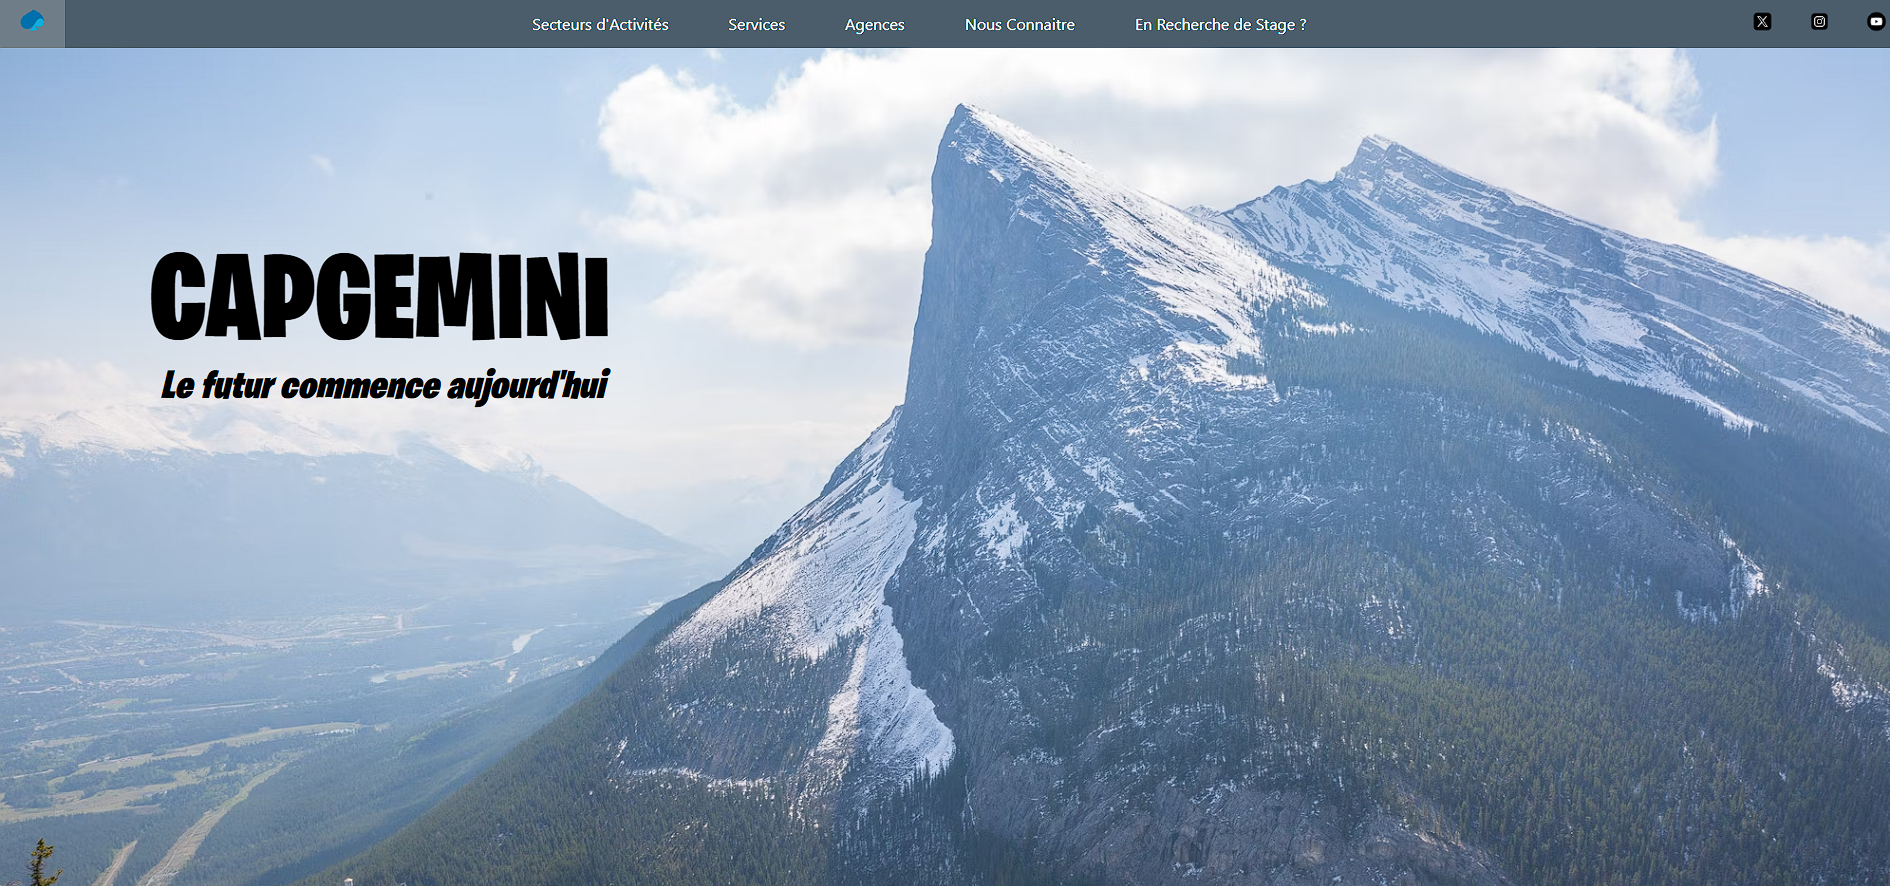 Secteurs d'Activités
Services
Agences
Nous Connaitre
En Recherche de Stage ?
CAPGEMINI
Le futur commence aujourd'hui